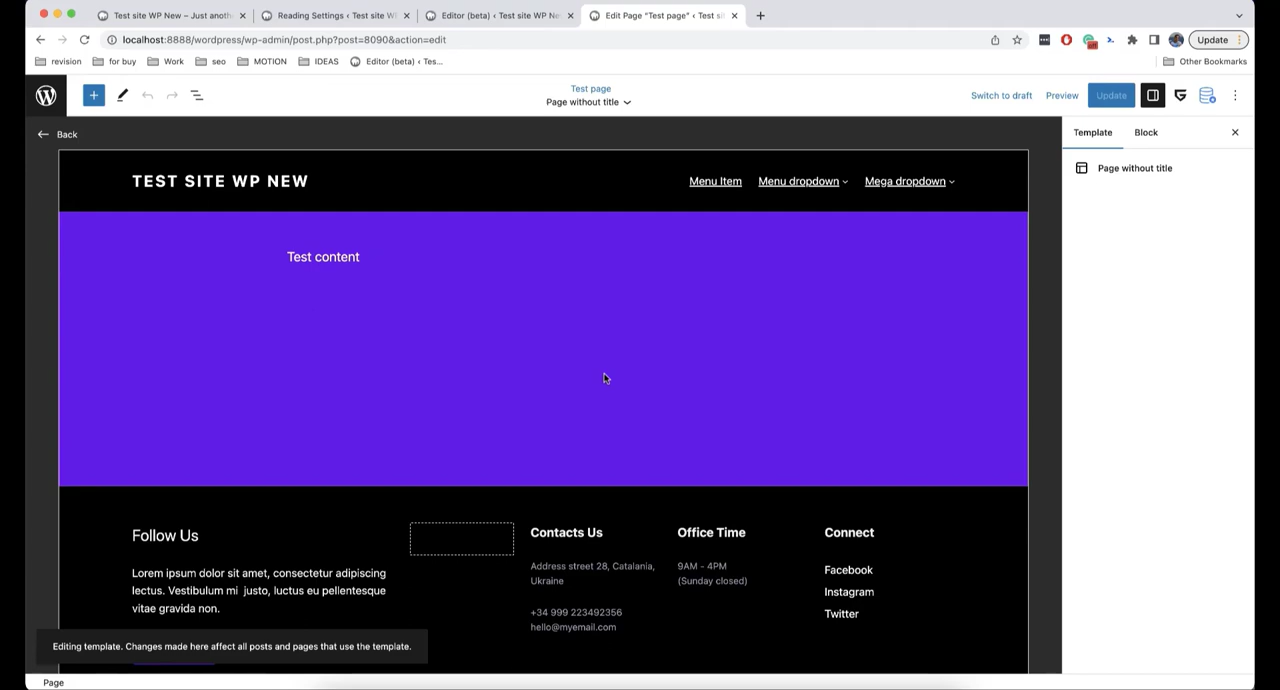 Test site WP New – Just anoth
Reading Settings ‹ Test site W
Editor (beta) ‹ Test site WP Ne
Edit Page "Test page" ‹ Test si
localhost:8888/wordpress/wp-admin/post.php?post=8090&action=edit
Update
revision
for buy
Work
seo
MOTION
IDEAS
Editor (beta) ‹ Tes...
Other Bookmarks
Test page
Page without title
Switch to draft
Preview
Update
Back
Template
Block
Page without title
TEST SITE WP NEW
Menu Item
Menu dropdown
Mega dropdown
Test content
Follow Us
Lorem ipsum dolor sit amet, consectetur adipiscing
lectus. Vestibulum mi justo, luctus eu pellentesque
vitae gravida non.
Contacts Us
Address street 28, Catalania,
Ukraine
+34 999 223492356
hello@myemail.com
Office Time
9AM - 4PM
(Sunday closed)
Connect
Facebook
Instagram
Twitter
Editing template. Changes made here affect all posts and pages that use the template.
Page